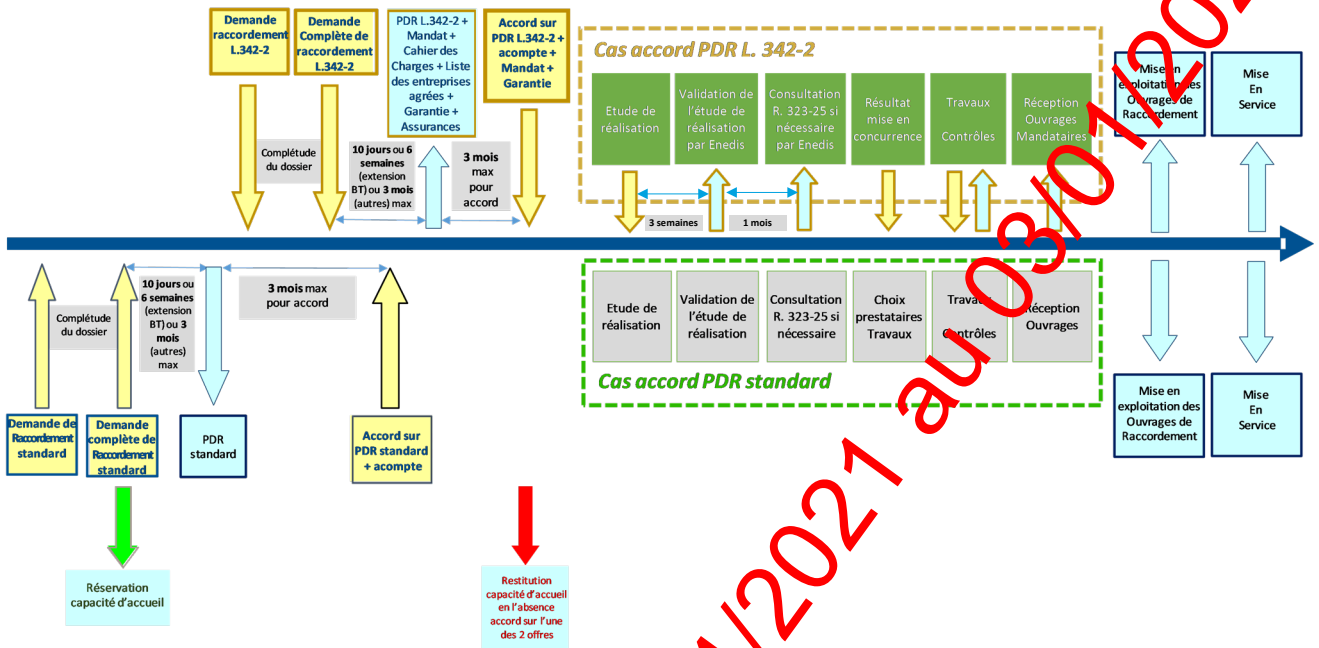 Demande
raccordement
L.342-2
Demande
Complète de
raccordement
L.342-2
PDR L.342-2 +
Mandat +
Cahier des
Charges + Liste
des entreprises
agrées +
Garantie +
Assurances
Accord sur
PDR L.342-2 +
acompte +
Mandat +
Garantie
Complétude
du dossier
10 jours ou 6
semaines
(extension
BT) ou 3 mois
(autres) max
3 mois
max
pour
accord
Cas accord PDR L. 342-2
Etude de
réalisation
Validation de
l'étude de
réalisation
par Enedis
Consultation
R. 323-25 si
nécessaire
par Enedis
Résultat
mise en
concurrence
Travaux
Contrôles
Réception
Ouvrages
Mandataires
3 semaines
1 mois
Mise en
exploitation des
Ouvrages de
Raccordement
Mise
En
Service
Complétude
du dossier
10 jours ou
6 semaines
(extension
BT) ou 3
mois
(autres)
max
3 mois max
pour accord
Etude de
réalisation
Validation de
l'étude de
réalisation
Consultation
R. 323-25 si
nécessaire
Choix
prestataires
Travaux
Travaux
Contrôles
Réception
Ouvrages
Cas accord PDR standard
Demande de
Raccordement
standard
Demande
complète de
Raccordement
standard
PDR
standard
Accord sur
PDR standard
+ acompte
Mise en
exploitation des
Ouvrages de
Raccordement
Mise
En
Service
Réservation
capacité d'accueil
Restitution
capacité d'accueil
en l'absence
accord sur l'une
des 2 offres
1/2021 au 03/01/202